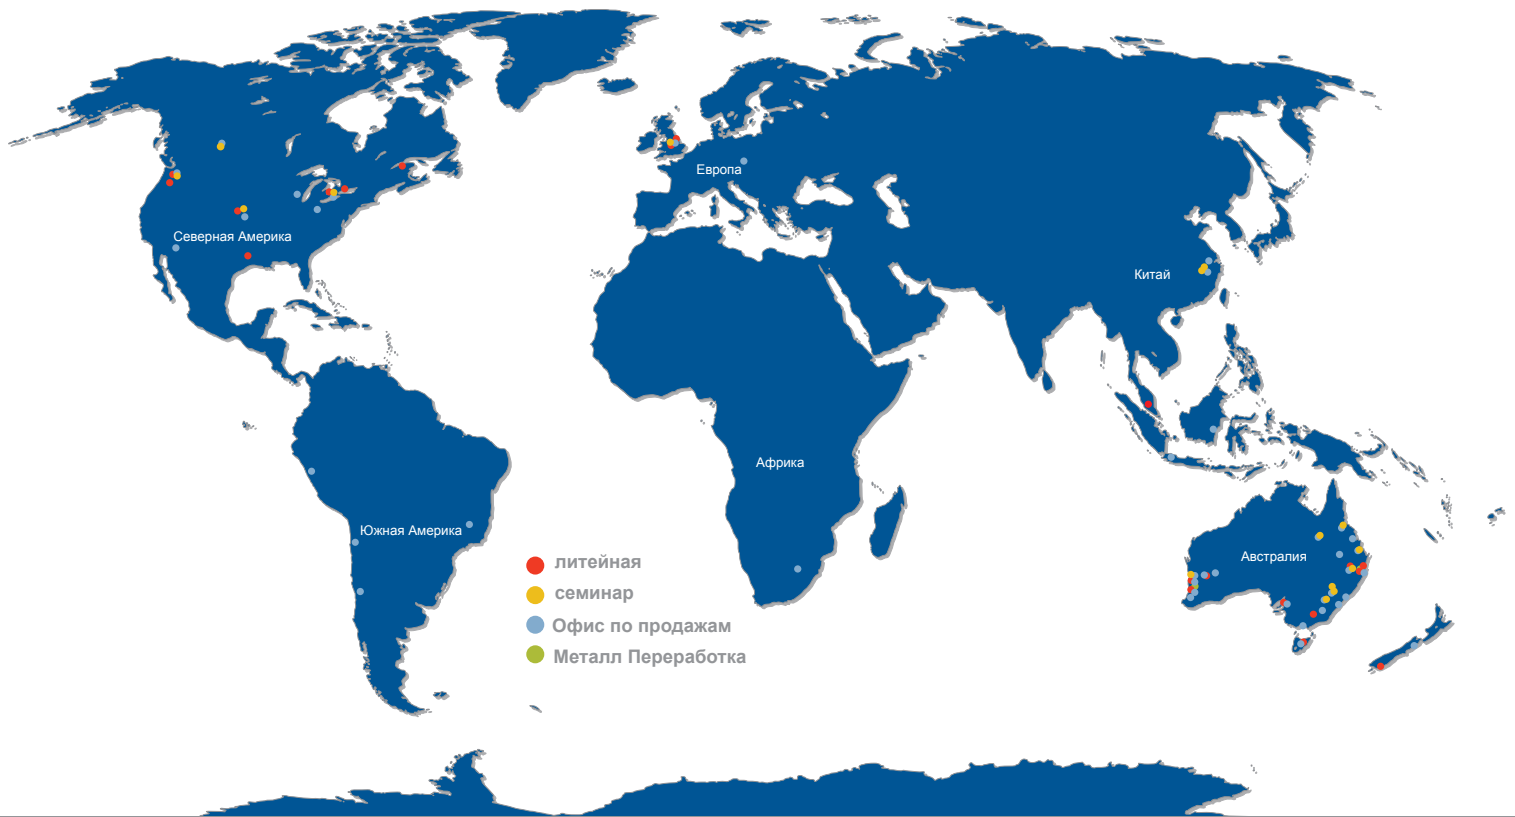 Европа
Северная Америка
Китай
Африка
Южная Америка
Австралия
литейная
семинар
Офис по продажам
Металл Переработка